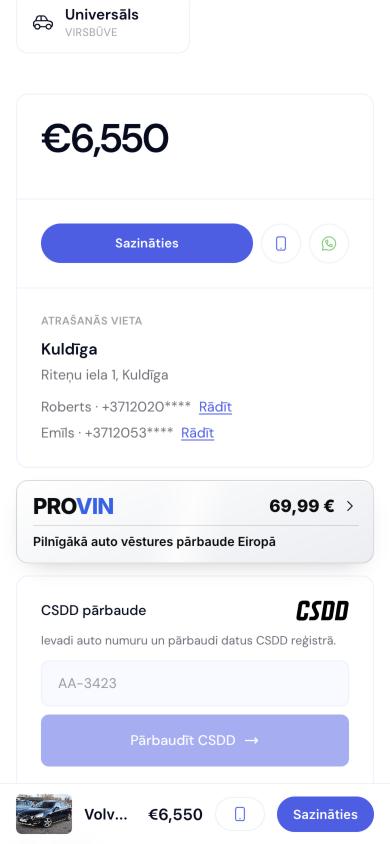 Universāls
VIRSBŪVE
€6,550
Sazināties
ATRAŠANĀS VIETA
Kuldīga
Riteņu iela 1, Kuldīga
Roberts · +3712020**** Rādīt
Emīls · +3712053**** Rādīt
PROVIN 69,99 €
Pilnīgākā auto vēstures pārbaude Eiropā
CSDD pārbaude CSDD
Ievadi auto numuru un pārbaudi datus CSDD reģistrā.
AA-3423
Pārbaudīt CSDD →
Volv... €6,550 Sazināties